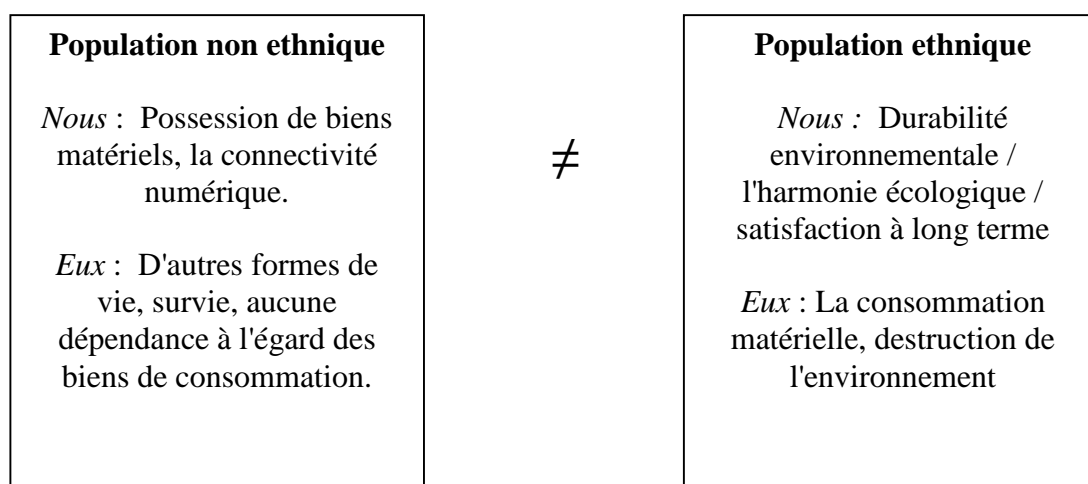 Population non ethnique
Nous : Possession de biens
matériels, la connectivité
numérique.
Eux : D'autres formes de
vie, survie, aucune
dépendance à l'égard des
biens de consommation.
≠
Population ethnique
Nous : Durabilité
environnementale /
l'harmonie écologique /
satisfaction à long terme
Eux : La consommation
matérielle, destruction de
l'environnement